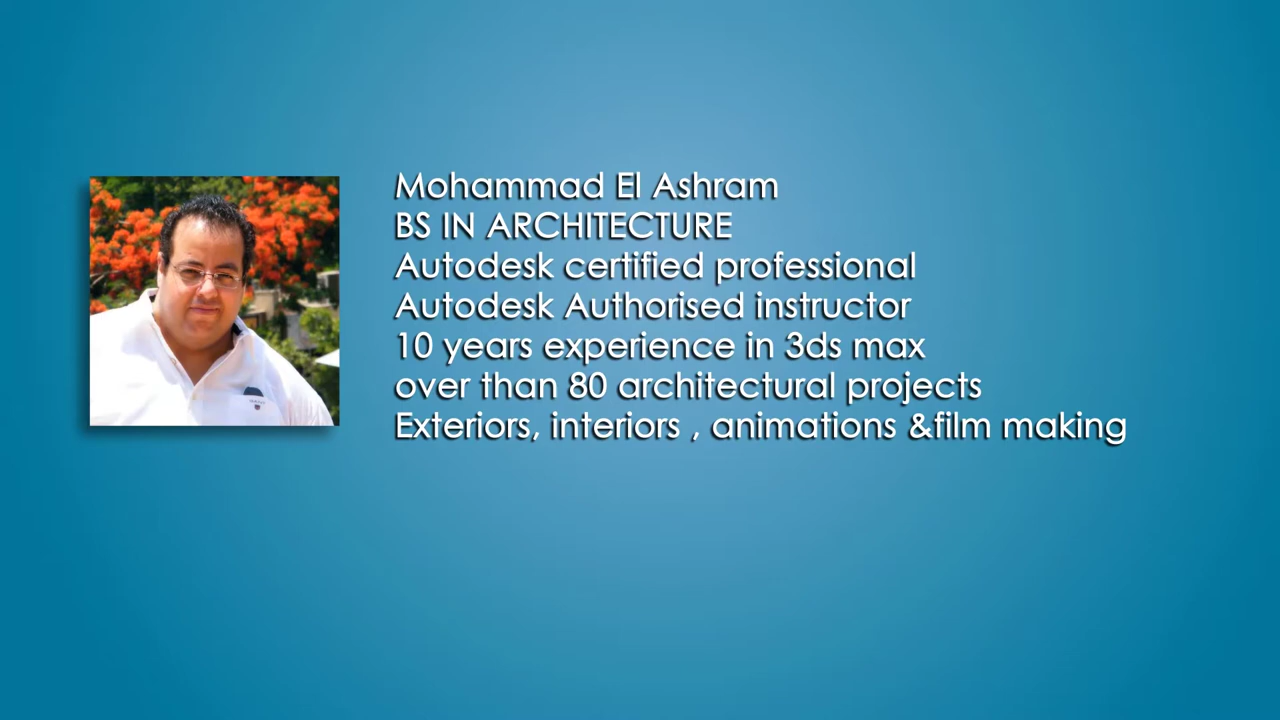 Mohammad El Ashram
BS IN ARCHITECTURE
Autodesk certified professional
Autodesk Authorised instructor
10 years experience in 3ds max
over than 80 architectural projects
Exteriors, interiors , animations &film making